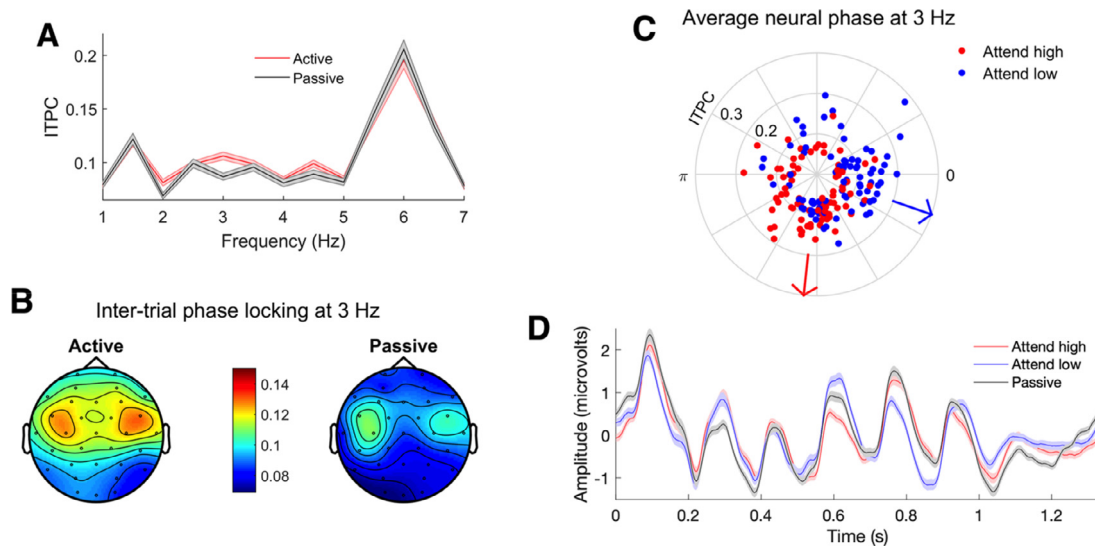 A
0.2
0.15
0.1
ITPC
Active
Passive
1 2 3 4 5 6 7
Frequency (Hz)
B
Inter-trial phase locking at 3 Hz
Active
Passive
0.14
0.12
0.10
0.08
C
Average neural phase at 3 Hz
Attend high
Attend low
ITPC
0.3
0.2
π
0
D
Amplitude (microvolts)
2
1
0
-1
Attend high
Attend low
Passive
0 0.2 0.4 0.6 0.8 1 1.2
Time (s)